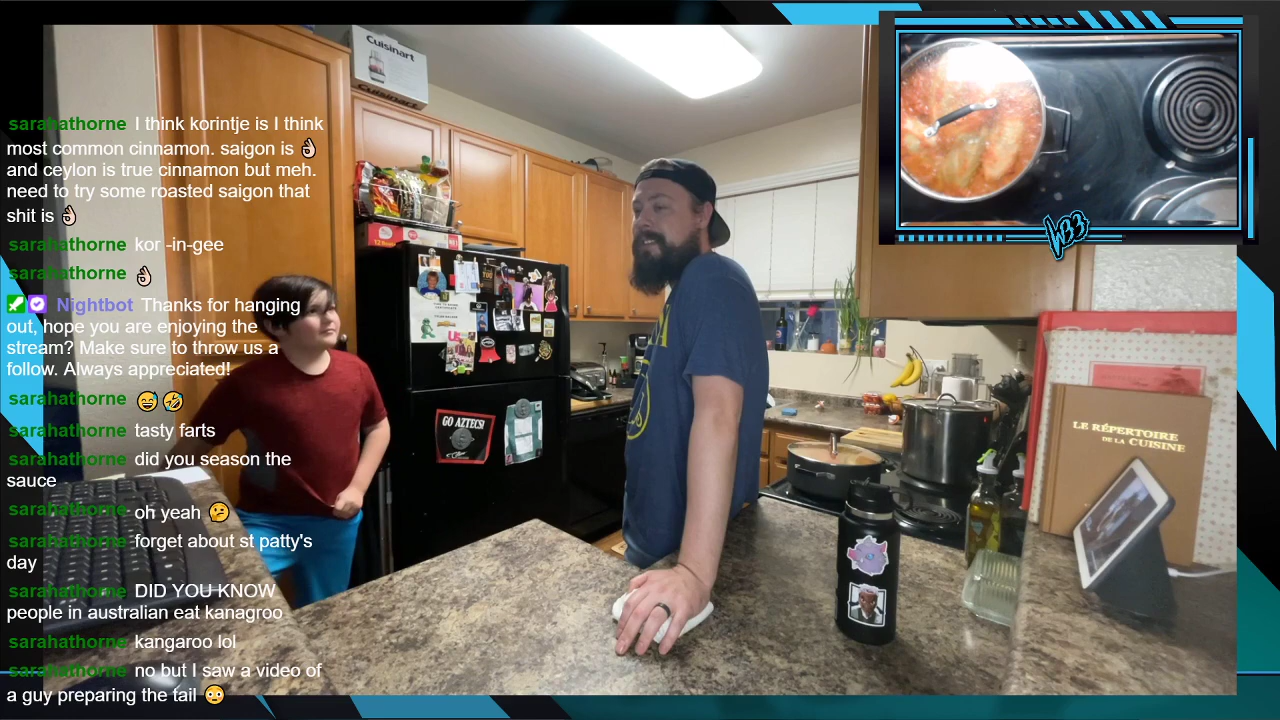 sarahathorne I think korintje is I think
most common cinnamon. saigon is 👌🏻
and ceylon is true cinnamon but meh.
need to try some roasted saigon that
shit is 👌🏻
sarahathorne kor -in-gee
sarahathorne 👌🏻
Nightbot Thanks for hanging
out, hope you are enjoying the
stream? Make sure to throw us a
follow. Always appreciated!
sarahathorne 😅🤣
sarahathorne tasty farts
sarahathorne did you season the
sauce
sarahathorne oh yeah 🤔
sarahathorne forget about st patty's
day
sarahathorne DID YOU KNOW
people in australian eat kanagroo
sarahathorne kangaroo lol
sarahathorne no but I saw a video of
a guy preparing the tail 😳
Cuisinart
Cuisinart
GO AZTECS!
LE RÉPERTOIRE
DE LA CUISINE